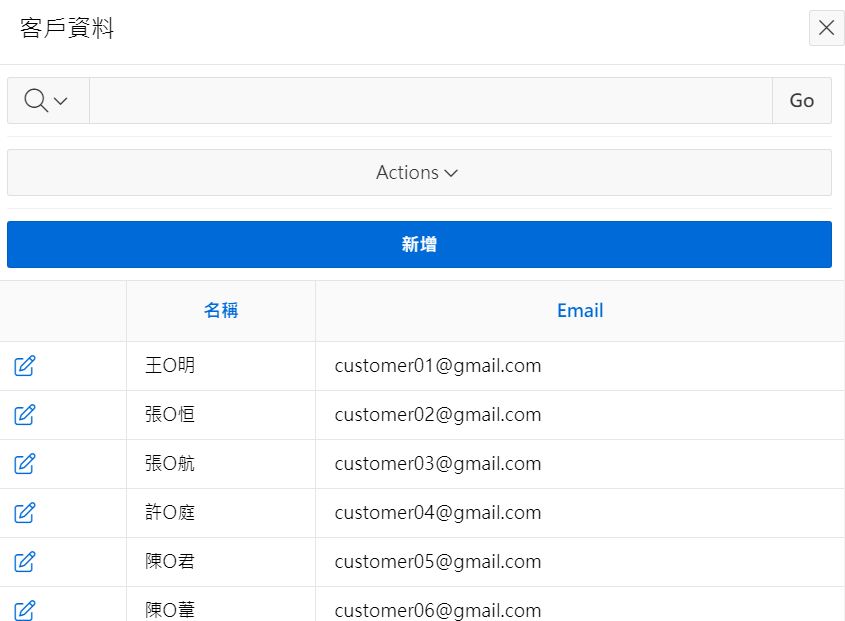 客戶資料
Go
Actions
新增
名稱 Email
王O明 customer01@gmail.com
張O恒 customer02@gmail.com
張O航 customer03@gmail.com
許O庭 customer04@gmail.com
陳O君 customer05@gmail.com
陳O葦 customer06@gmail.com